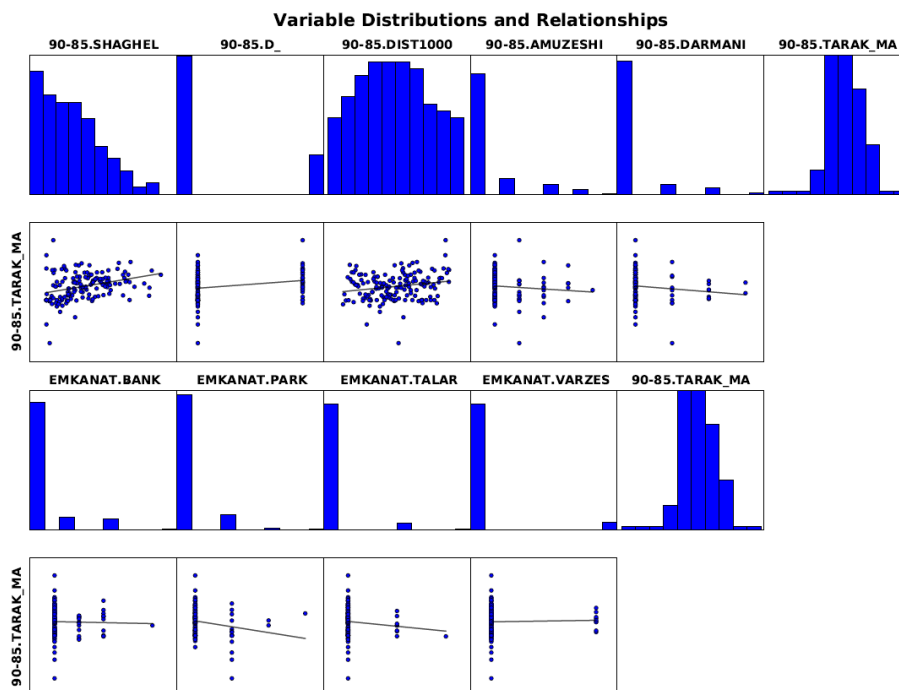 Variable Distributions and Relationships
90-85.SHAGHEL 90-85.D_ 90-85.DIST1000 90-85.AMUZESHI 90-85.DARMANI 90-85.TARAK_MA
90-85.TARAK_MA
EMKANAT.BANK EMKANAT.PARK EMKANAT.TALAR EMKANAT.VARZES 90-85.TARAK_MA
90-85.TARAK_MA